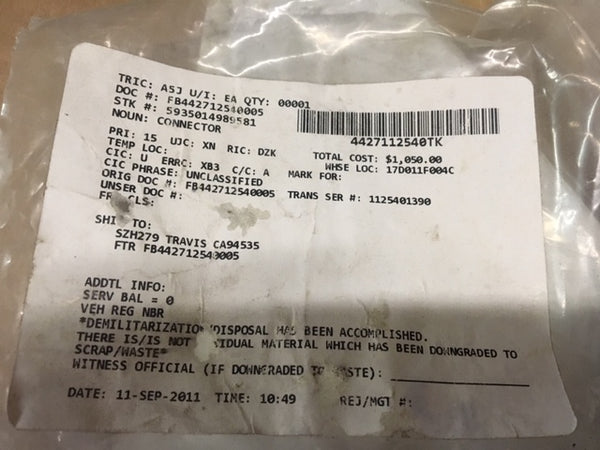 TRIC: A5J U/I: EA QTY: 00001
DOC #: FB442712540005
STK #: 5935014989581
NOUN: CONNECTOR
4427112540TK
PRI: 15 UJC: XN RIC: DZK
TOTAL COST: $1,050.00
TEMP LOC:
WHSE LOC: 17D011F004C
CIC: U ERRC: XB3 C/C: A MARK FOR:
CIC PHRASE: UNCLASSIFIED
ORIG DOC #: FB442712540005 TRANS SER #: 1125401390
UNSER DOC #:
CLS:
TO:
SZH279 TRAVIS CA94535
FTR FB442712540005
ADDTL INFO:
SERV BAL = 0
VEH REG NBR
*DEMILITARIZATIO DISPOSAL HAS BEEN ACCOMPLISHED.
THERE IS/IS NOT IDUAL MATERIAL WHICH HAS BEEN DOWNGRADED TO
SCRAP/WASTE*
WITNESS OFFICIAL (IF DOWNGRADED TO WASTE):
DATE: 11-SEP-2011 TIME: 10:49 REJ/MGT #: